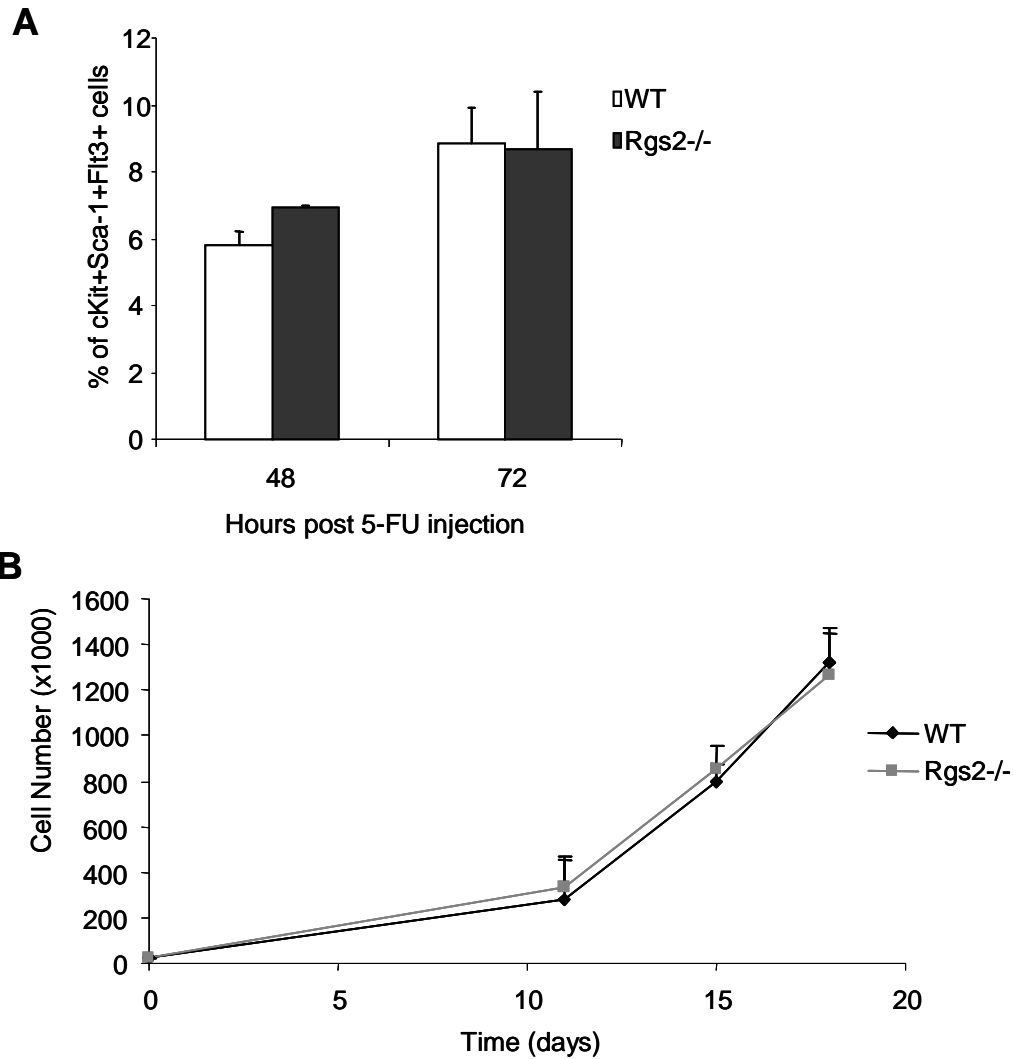 A
% of cKit+Sca-1+Flt3+ cells
12
10
8
6
4
2
0
48
72
Hours post 5-FU injection
WT
Rgs2-/-
B
Cell Number (x1000)
1600
1400
1200
1000
800
600
400
200
0
0
5
10
15
20
Time (days)
WT
Rgs2-/-